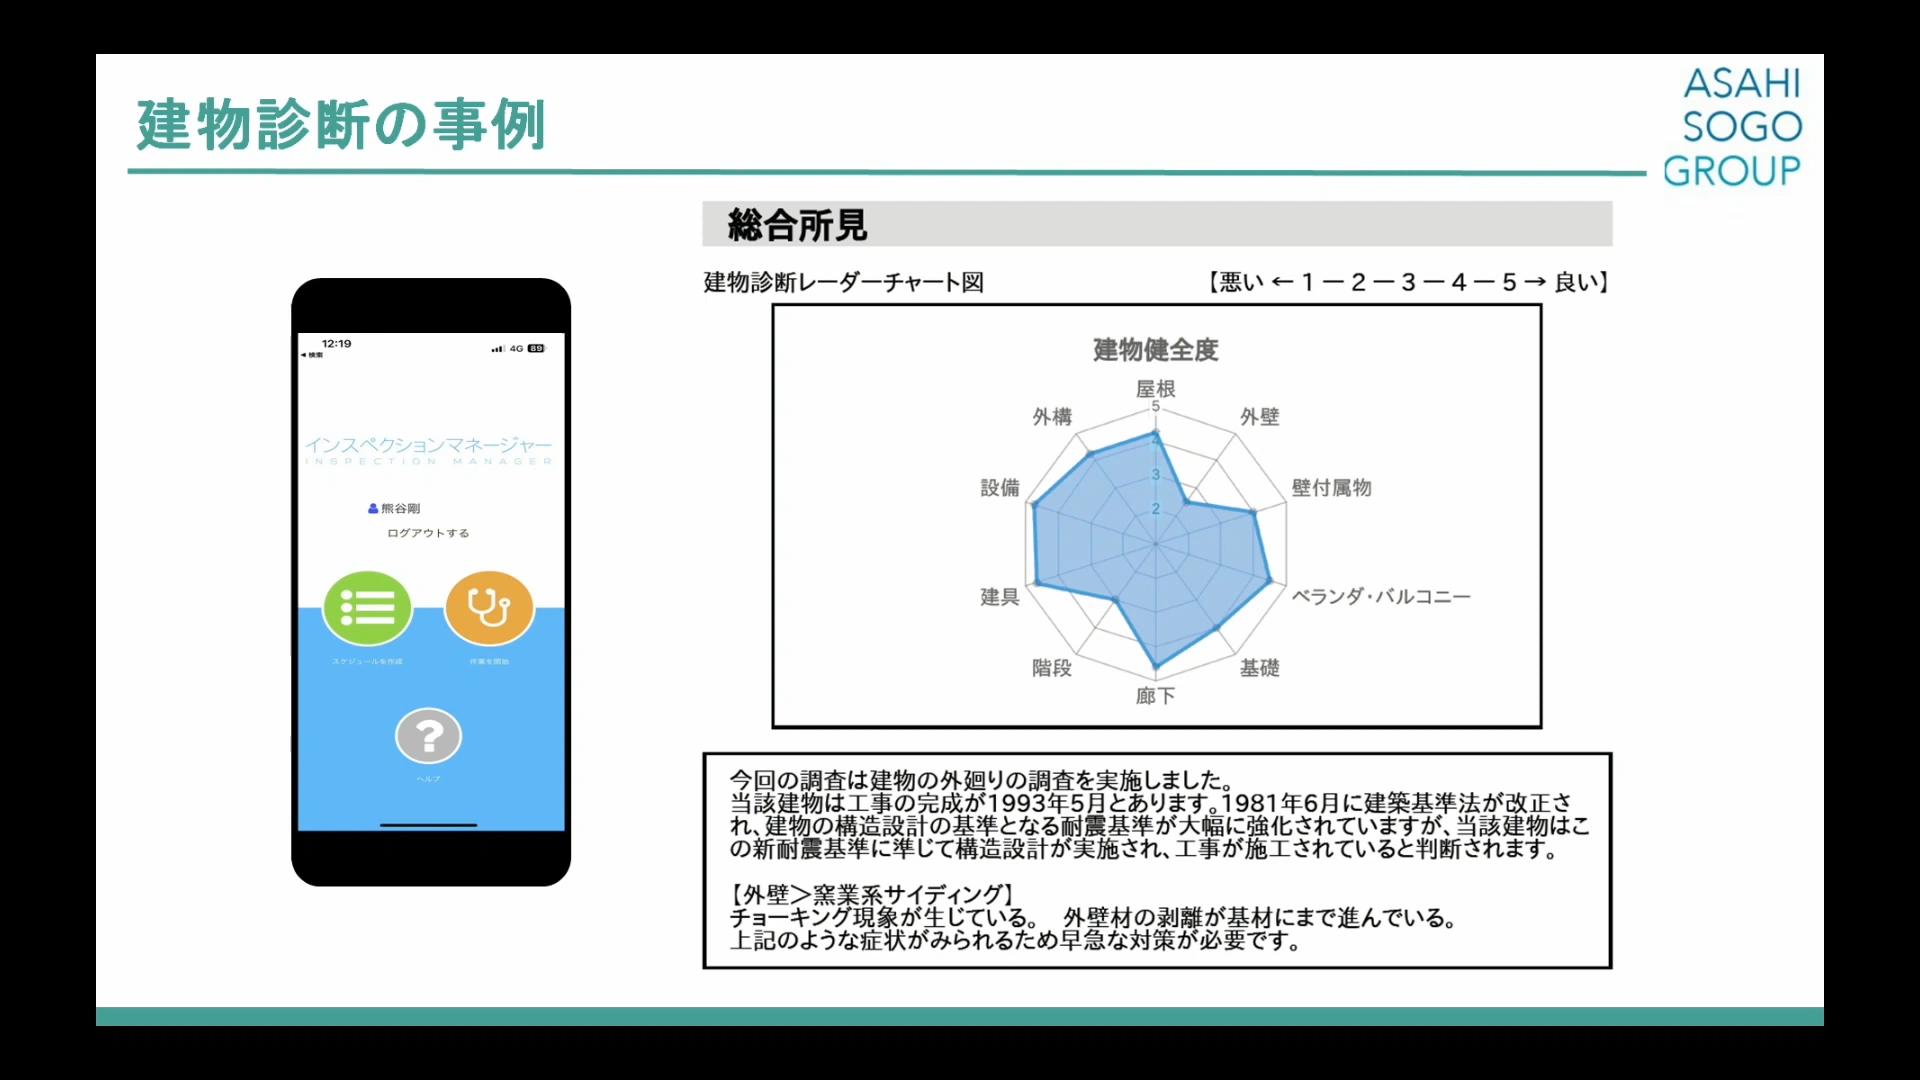 建物診断の事例
ASAHI
SOGO
GROUP
総合所見
建物診断レーダーチャート図
【悪い ← 1 ー 2 ー 3 ー 4 ー 5 → 良い】
建物健全度
屋根
外壁
壁付属物
ベランダ・バルコニー
基礎
廊下
階段
建具
設備
外構
5
4
3
2
今回の調査は建物の外廻りの調査を実施しました。
当該建物は工事の完成が1993年5月とあります。1981年6月に建築基準法が改正さ
れ、建物の構造設計の基準となる耐震基準が大幅に強化されていますが、当該建物はこ
の新耐震基準に準じて構造設計が実施され、工事が施工されていると判断されます。
【外壁＞窯業系サイディング】
チョーキング現象が生じている。　外壁材の剥離が基材にまで進んでいる。
上記のような症状がみられるため早急な対策が必要です。
12:19
4G 89
◀ 検索
インスペクションマネージャー
INSPECTION MANAGER
熊谷剛
ログアウトする
スケジュールを作成
作業を開始
?
ヘルプ